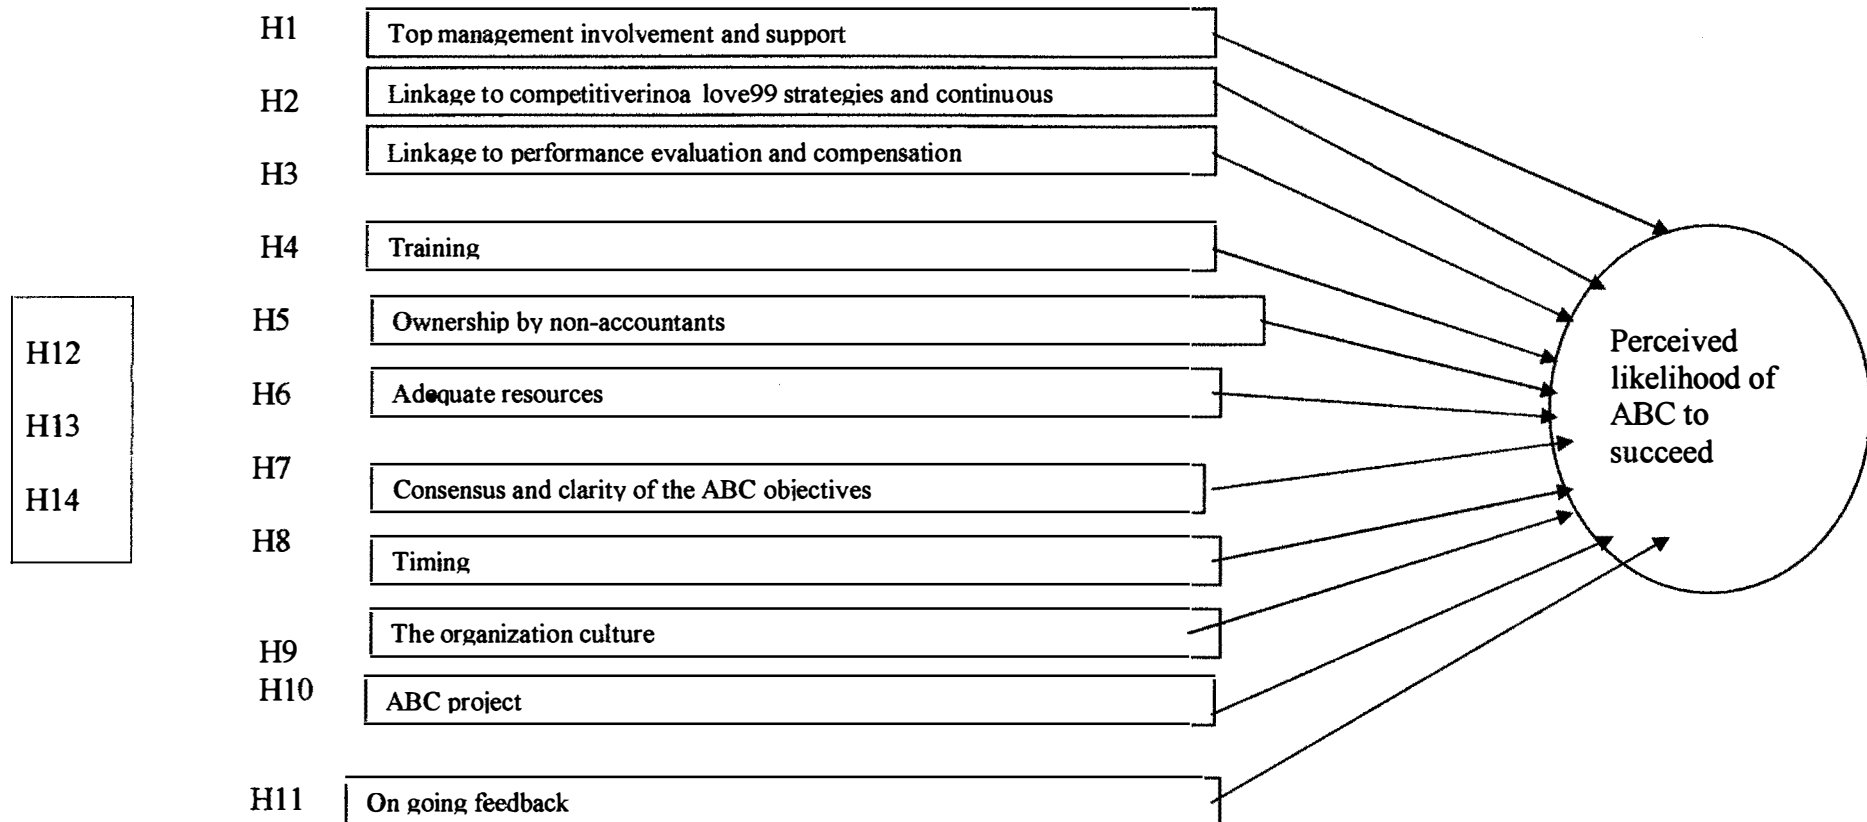 H1 Top management involvement and support
H2 Linkage to competitiverinoa love99 strategies and continuous
H3 Linkage to performance evaluation and compensation
H4 Training
H5 Ownership by non-accountants
H12
H6 Adequate resources
H13
H7 Consensus and clarity of the ABC objectives
H14
H8 Timing
H9 The organization culture
H10 ABC project
H11 On going feedback
Perceived
likelihood of
ABC to
succeed